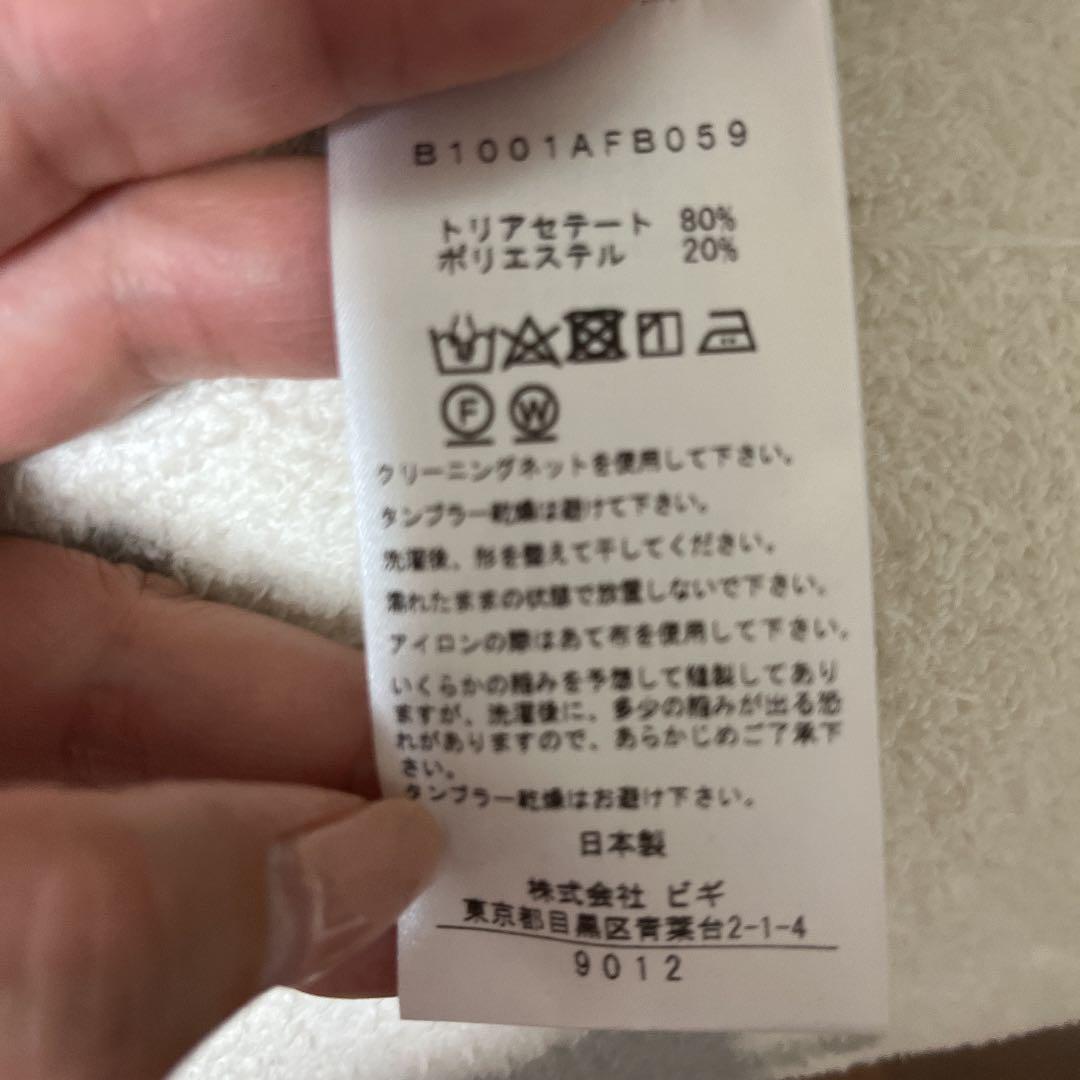 B1001AFB059
トリアセテート 80%
ポリエステル 20%
F W
クリーニングネットを使用して下さい。
タンブラー乾燥は避けて下さい。
洗濯後、形を整えて干してください。
濡れたままの状態で放置しないで下さい。
アイロンの際はあて布を使用して下さい。
いくらかの縮みを予想して縫製してあり
ますが、洗濯後に、多少の縮みが出る恐
れがありますので、あらかじめご了承下
さい。
タンブラー乾燥はお避け下さい。
日本製
株式会社 ビギ
東京都目黒区青葉台2-1-4
9012